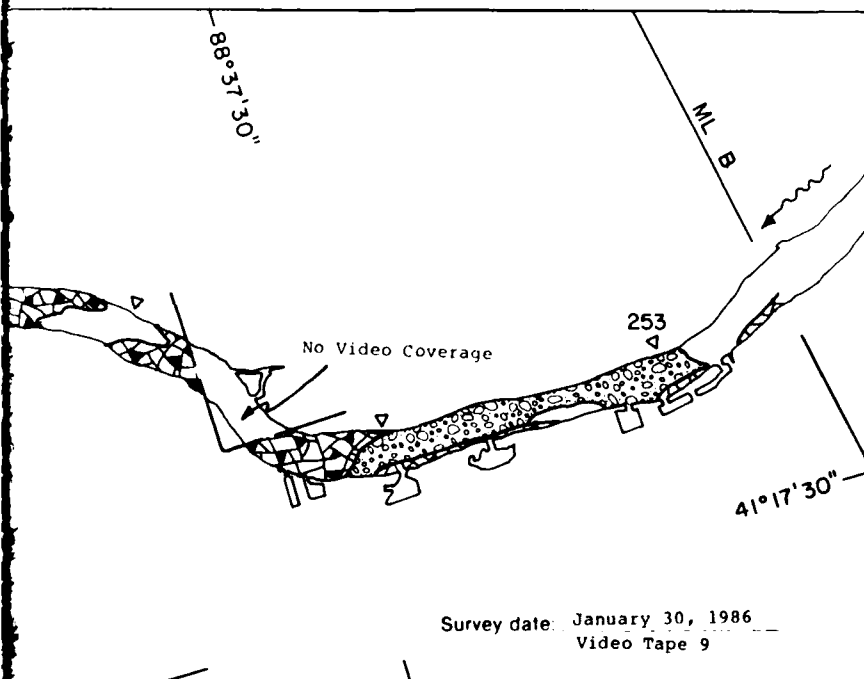 88°37'30"
ML B
253
No Video Coverage
41°17'30"
Survey date: January 30, 1986
Video Tape 9